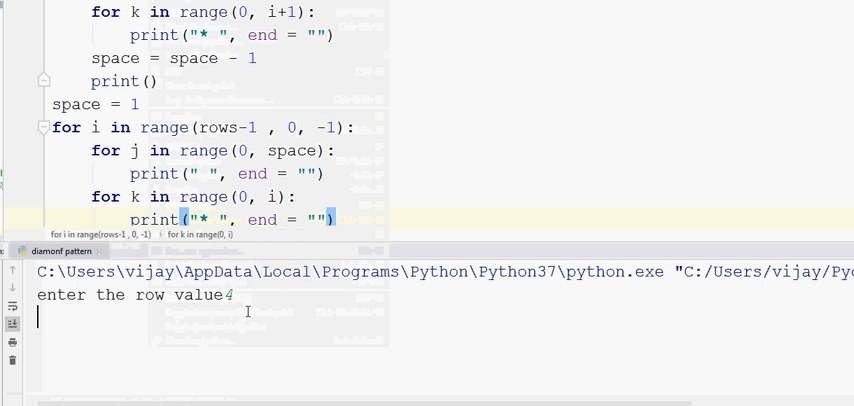 for k in range(0, i+1):
print("* ", end = "")
space = space - 1
print()
space = 1
for i in range(rows-1 , 0, -1):
for j in range(0, space):
print(" ", end = "")
for k in range(0, i):
print("* ", end = "")
for i in range(rows-1, 0, -1) › for k in range(0, i)
diamonf pattern
C:\Users\vijay\AppData\Local\Programs\Python\Python37\python.exe "C:/Users/vijay/Pyc
enter the row value4